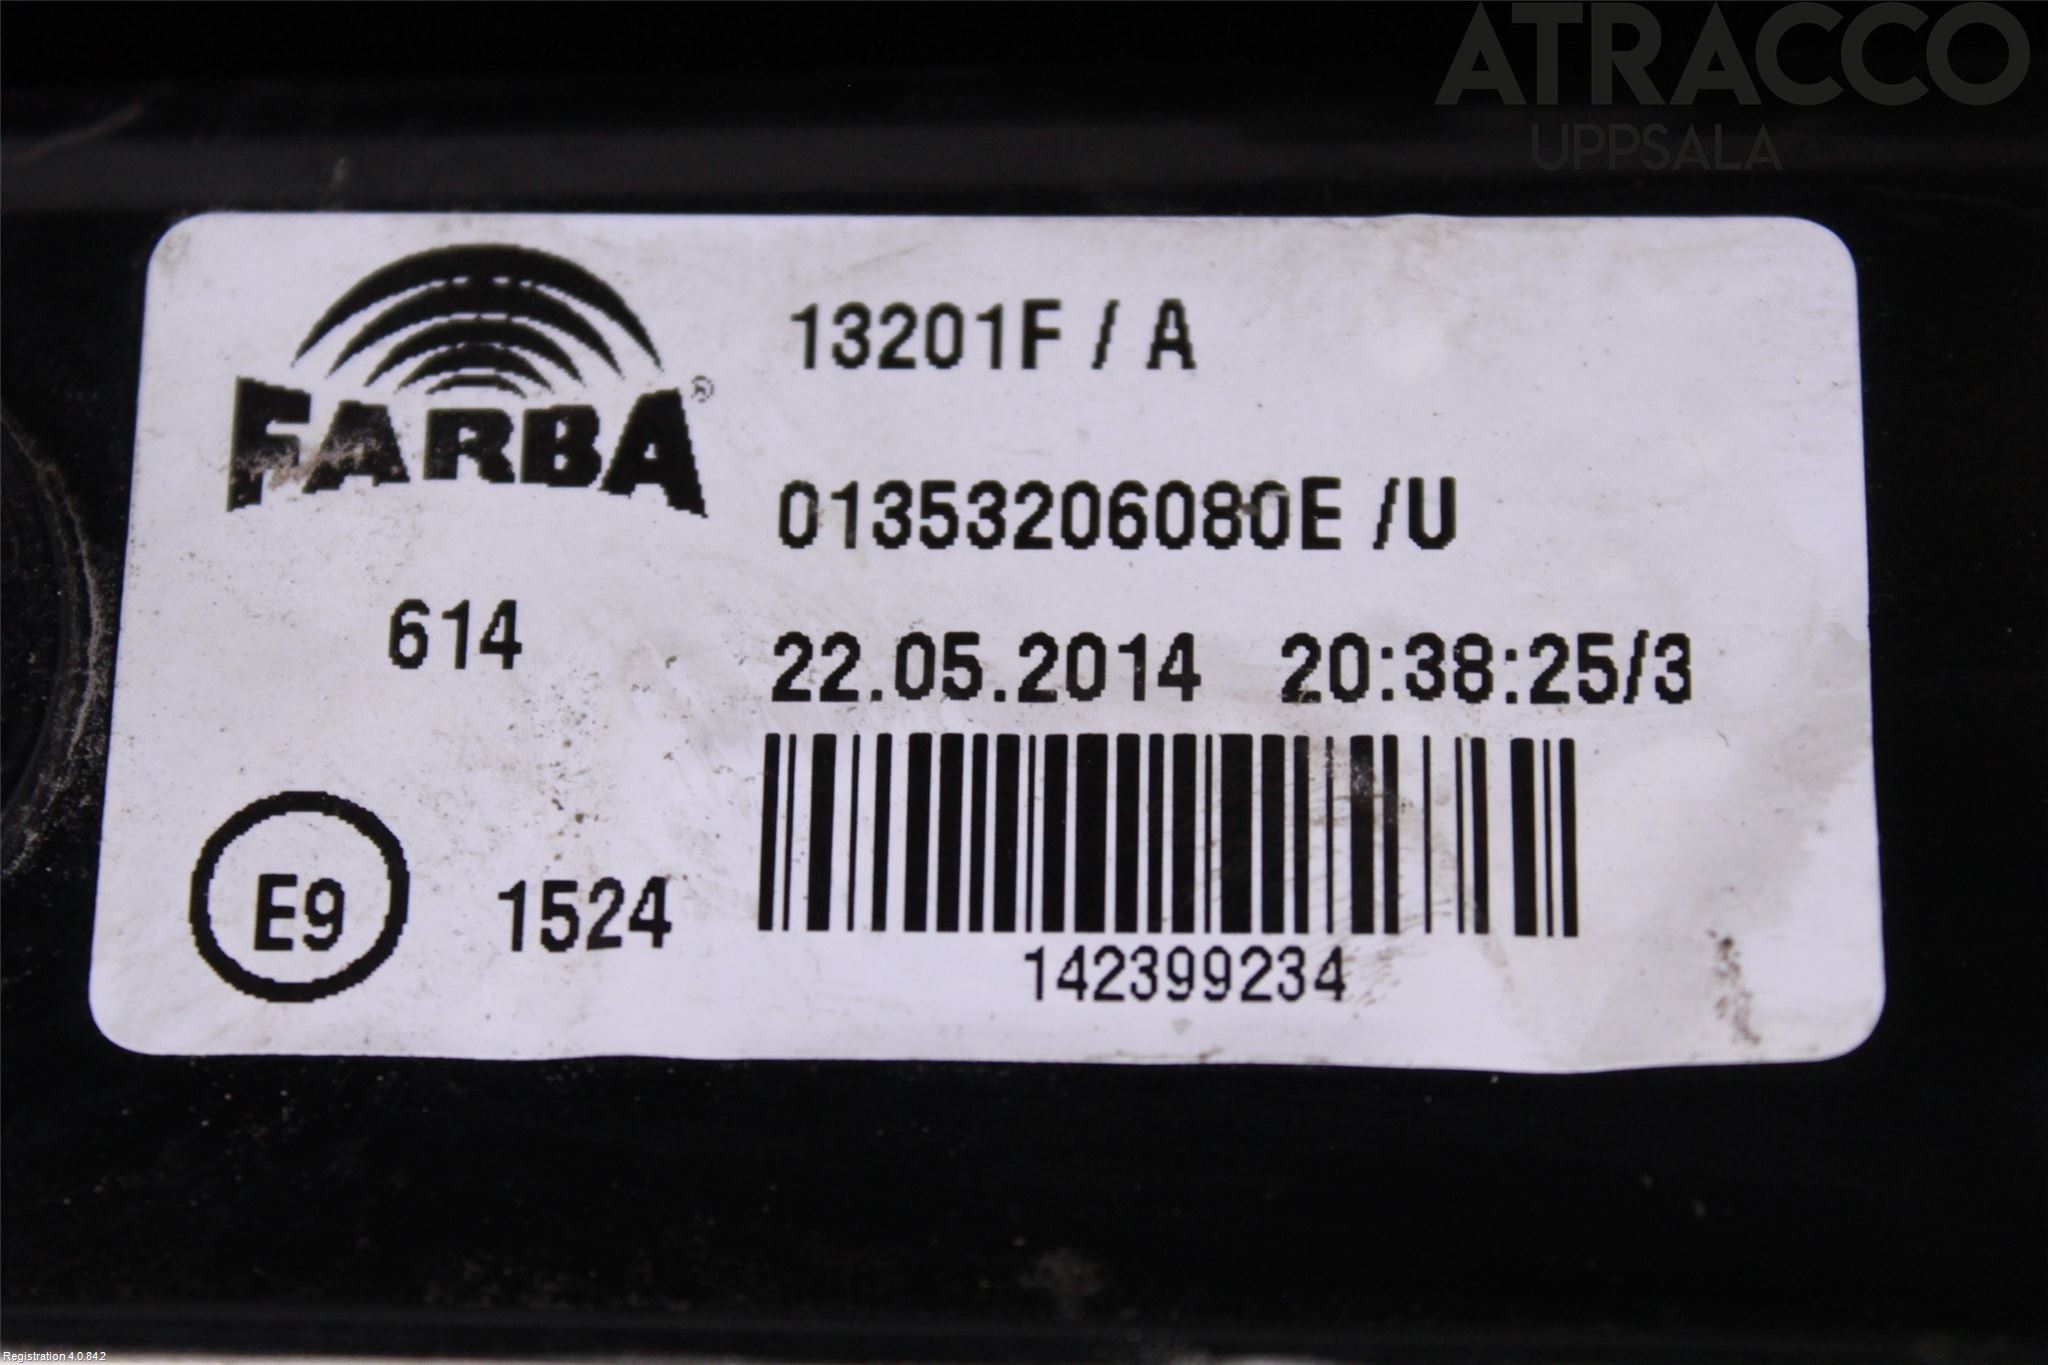 ATRACCO
UPPSALA
FARBA®
13201F / A
01353206080E /U
614
22.05.2014 20:38:25/3
E9
1524
142399234
Registration 4.0.842